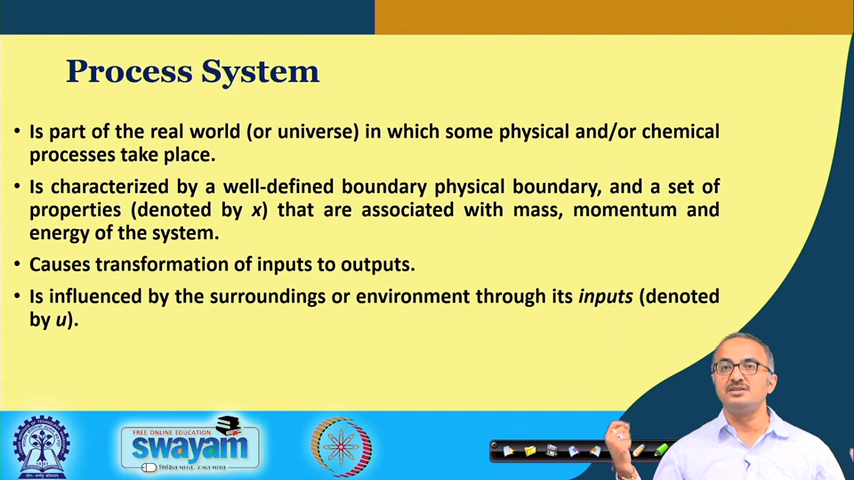 Process System
• Is part of the real world (or universe) in which some physical and/or chemical
processes take place.
• Is characterized by a well-defined boundary physical boundary, and a set of
properties (denoted by x) that are associated with mass, momentum and
energy of the system.
• Causes transformation of inputs to outputs.
• Is influenced by the surroundings or environment through its inputs (denoted
by u).
FREE ONLINE EDUCATION
swayam